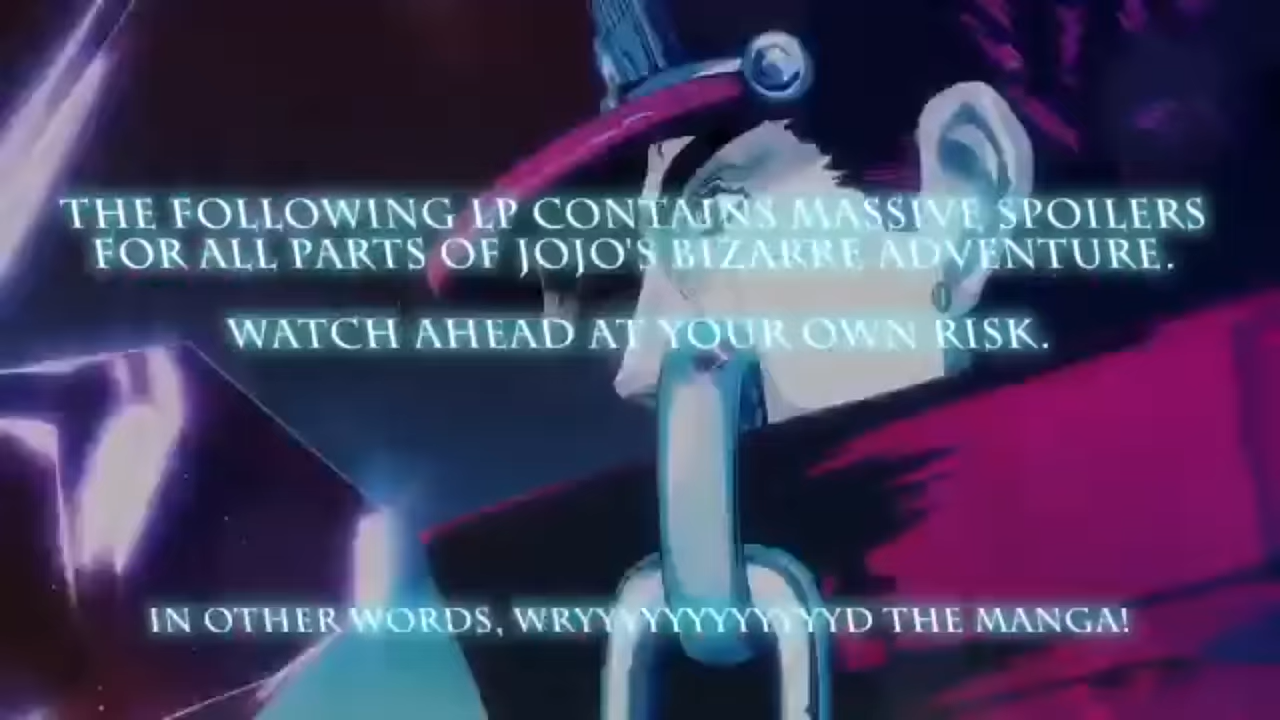 THE FOLLOWING LP CONTAINS MASSIVE SPOILERS
FOR ALL PARTS OF JOJO'S BIZARRE ADVENTURE.
WATCH AHEAD AT YOUR OWN RISK.
IN OTHER WORDS, WRYYYYYYYYYYYYD THE MANGA!